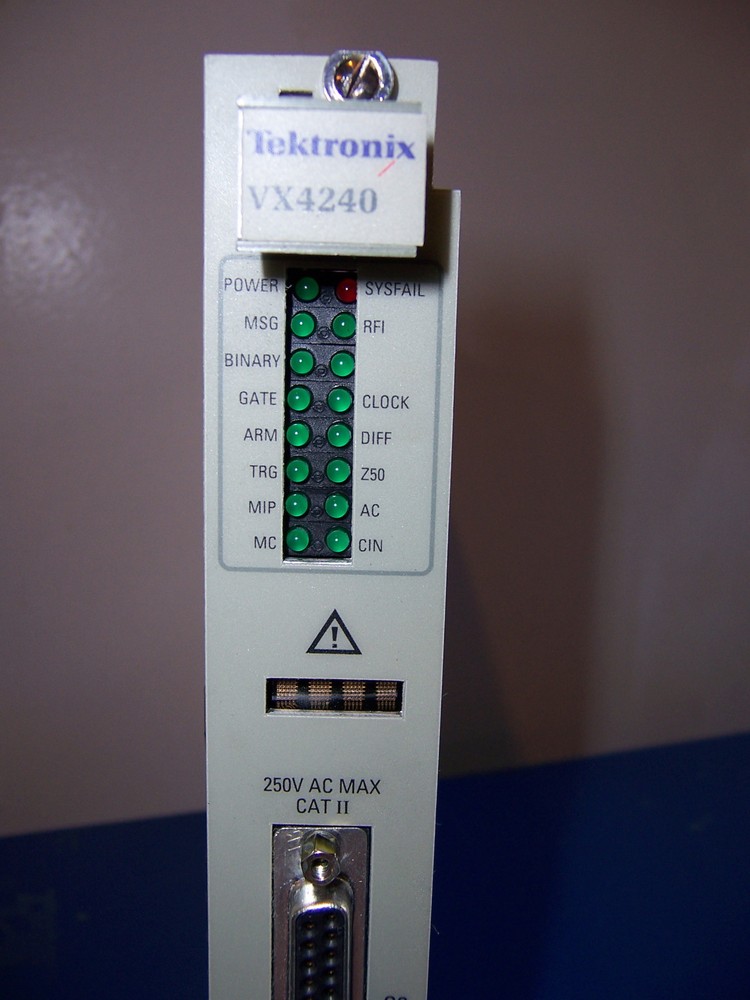 Tektronix
VX4240
POWER SYSFAIL
MSG RFI
BINARY
GATE CLOCK
ARM DIFF
TRG Z50
MIP AC
MC CIN
250V AC MAX
CAT II